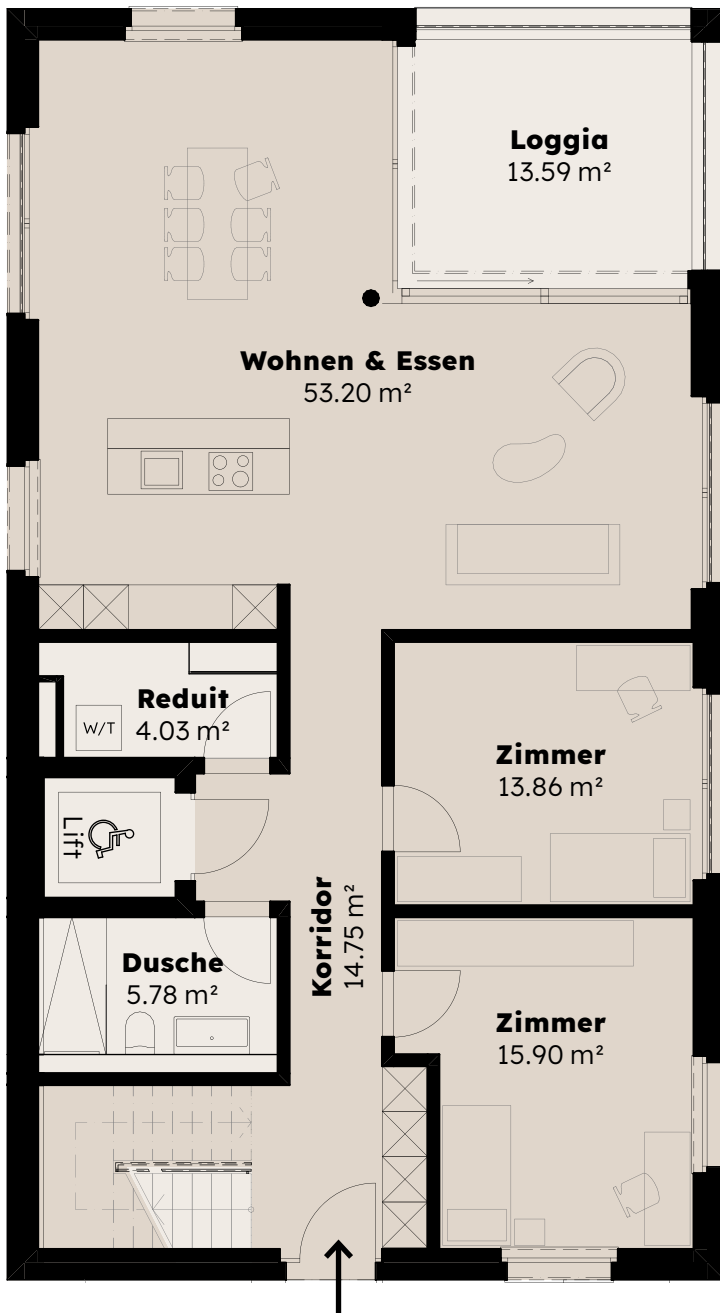 Loggia
13.59 m²
Wohnen & Essen
53.20 m²
Reduit
4.03 m²
W/T
Zimmer
13.86 m²
Lift
Korridor
14.75 m²
Dusche
5.78 m²
Zimmer
15.90 m²